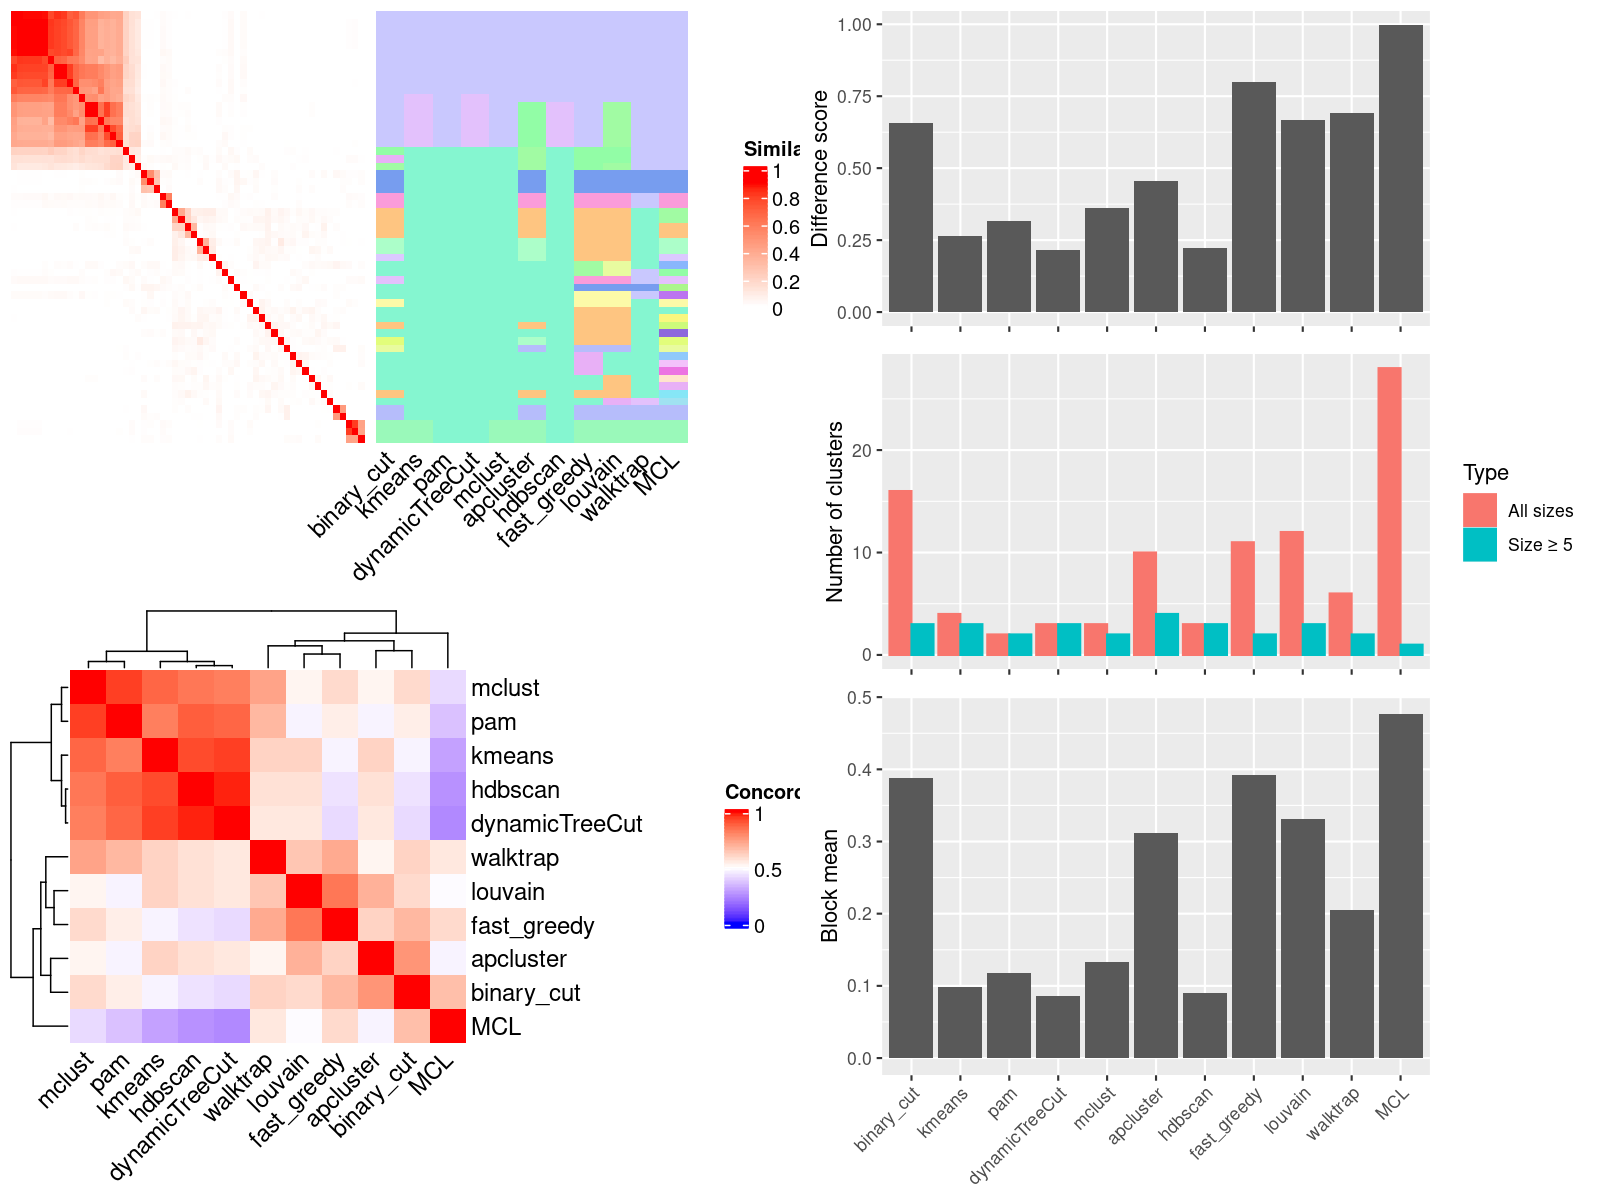 Simila
1
0.8
0.6
0.4
0.2
0
binary_cut
kmeans
pam
dynamicTreeCut
mclust
apcluster
hdbscan
fast_greedy
louvain
walktrap
MCL
Difference score
1.00
0.75
0.50
0.25
0.00
Number of clusters
20
10
0
Type
All sizes
Size ≥ 5
mclust
pam
kmeans
hdbscan
dynamicTreeCut
walktrap
louvain
fast_greedy
apcluster
binary_cut
MCL
mclust
pam
kmeans
hdbscan
dynamicTreeCut
walktrap
louvain
fast_greedy
apcluster
binary_cut
MCL
Concord
1
0.5
0
Block mean
0.5
0.4
0.3
0.2
0.1
0.0
binary_cut
kmeans
pam
dynamicTreeCut
mclust
apcluster
hdbscan
fast_greedy
louvain
walktrap
MCL